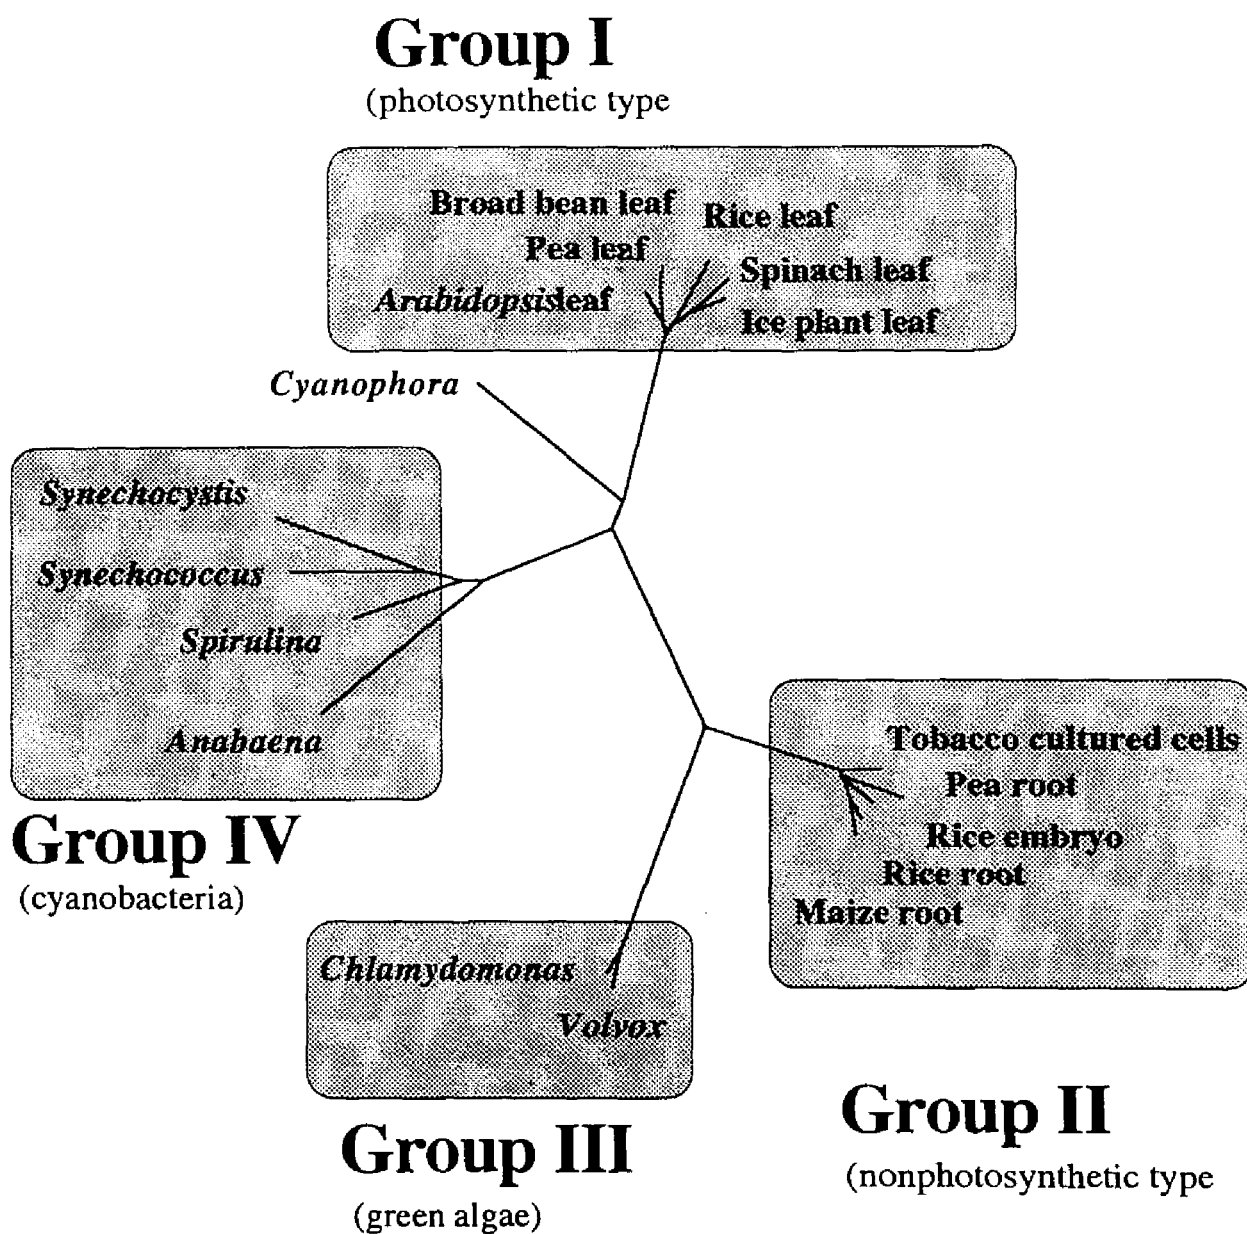 Group I
(photosynthetic type
Broad bean leaf
Rice leaf
Pea leaf
Spinach leaf
Arabidopsisleaf
Ice plant leaf
Cyanophora
Synechocystis
Synechococcus
Spirulina
Anabaena
Group IV
(cyanobacteria)
Tobacco cultured cells
Pea root
Rice embryo
Rice root
Maize root
Chlamydomonas
Volvox
Group III
(green algae)
Group II
(nonphotosynthetic type